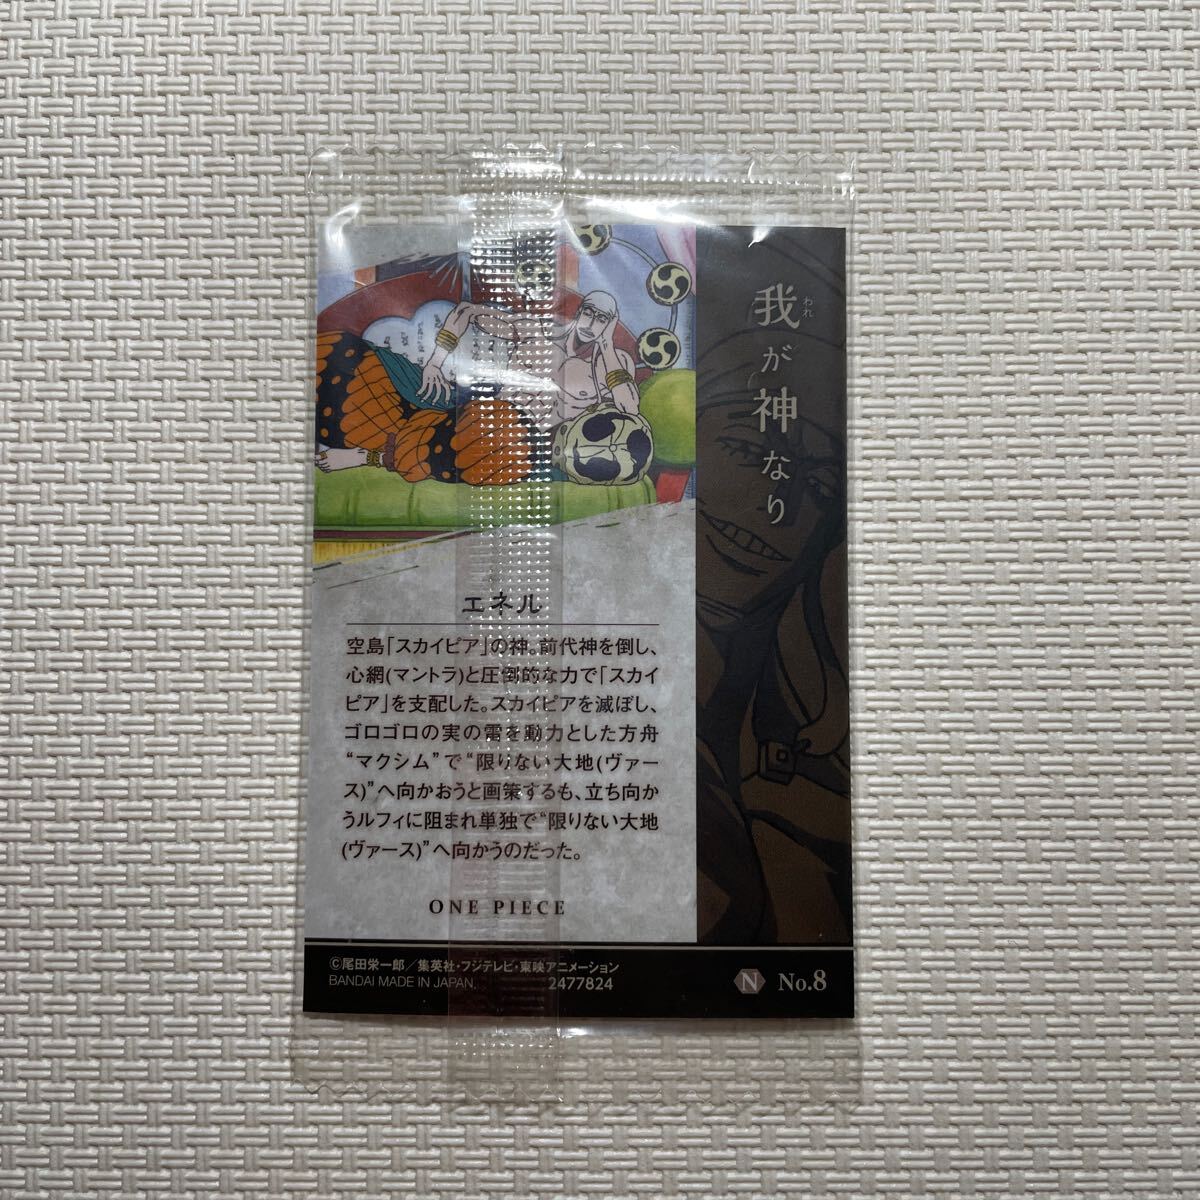 我が神なり
われ
エネル
空島「スカイピア」の神。前代神を倒し、
心網(マントラ)と圧倒的な力で「スカイ
ピア」を支配した。スカイピアを滅ぼし、
ゴロゴロの実の雷を動力とした方舟
“マクシム”で“限りない大地(ヴァー
ス)”へ向かおうと画策するも、立ち向か
うルフィに阻まれ単独で“限りない大地
(ヴァース)”へ向かうのだった。
ONE PIECE
©尾田栄一郎／集英社・フジテレビ・東映アニメーション
BANDAI MADE IN JAPAN. 2477824
N No.8